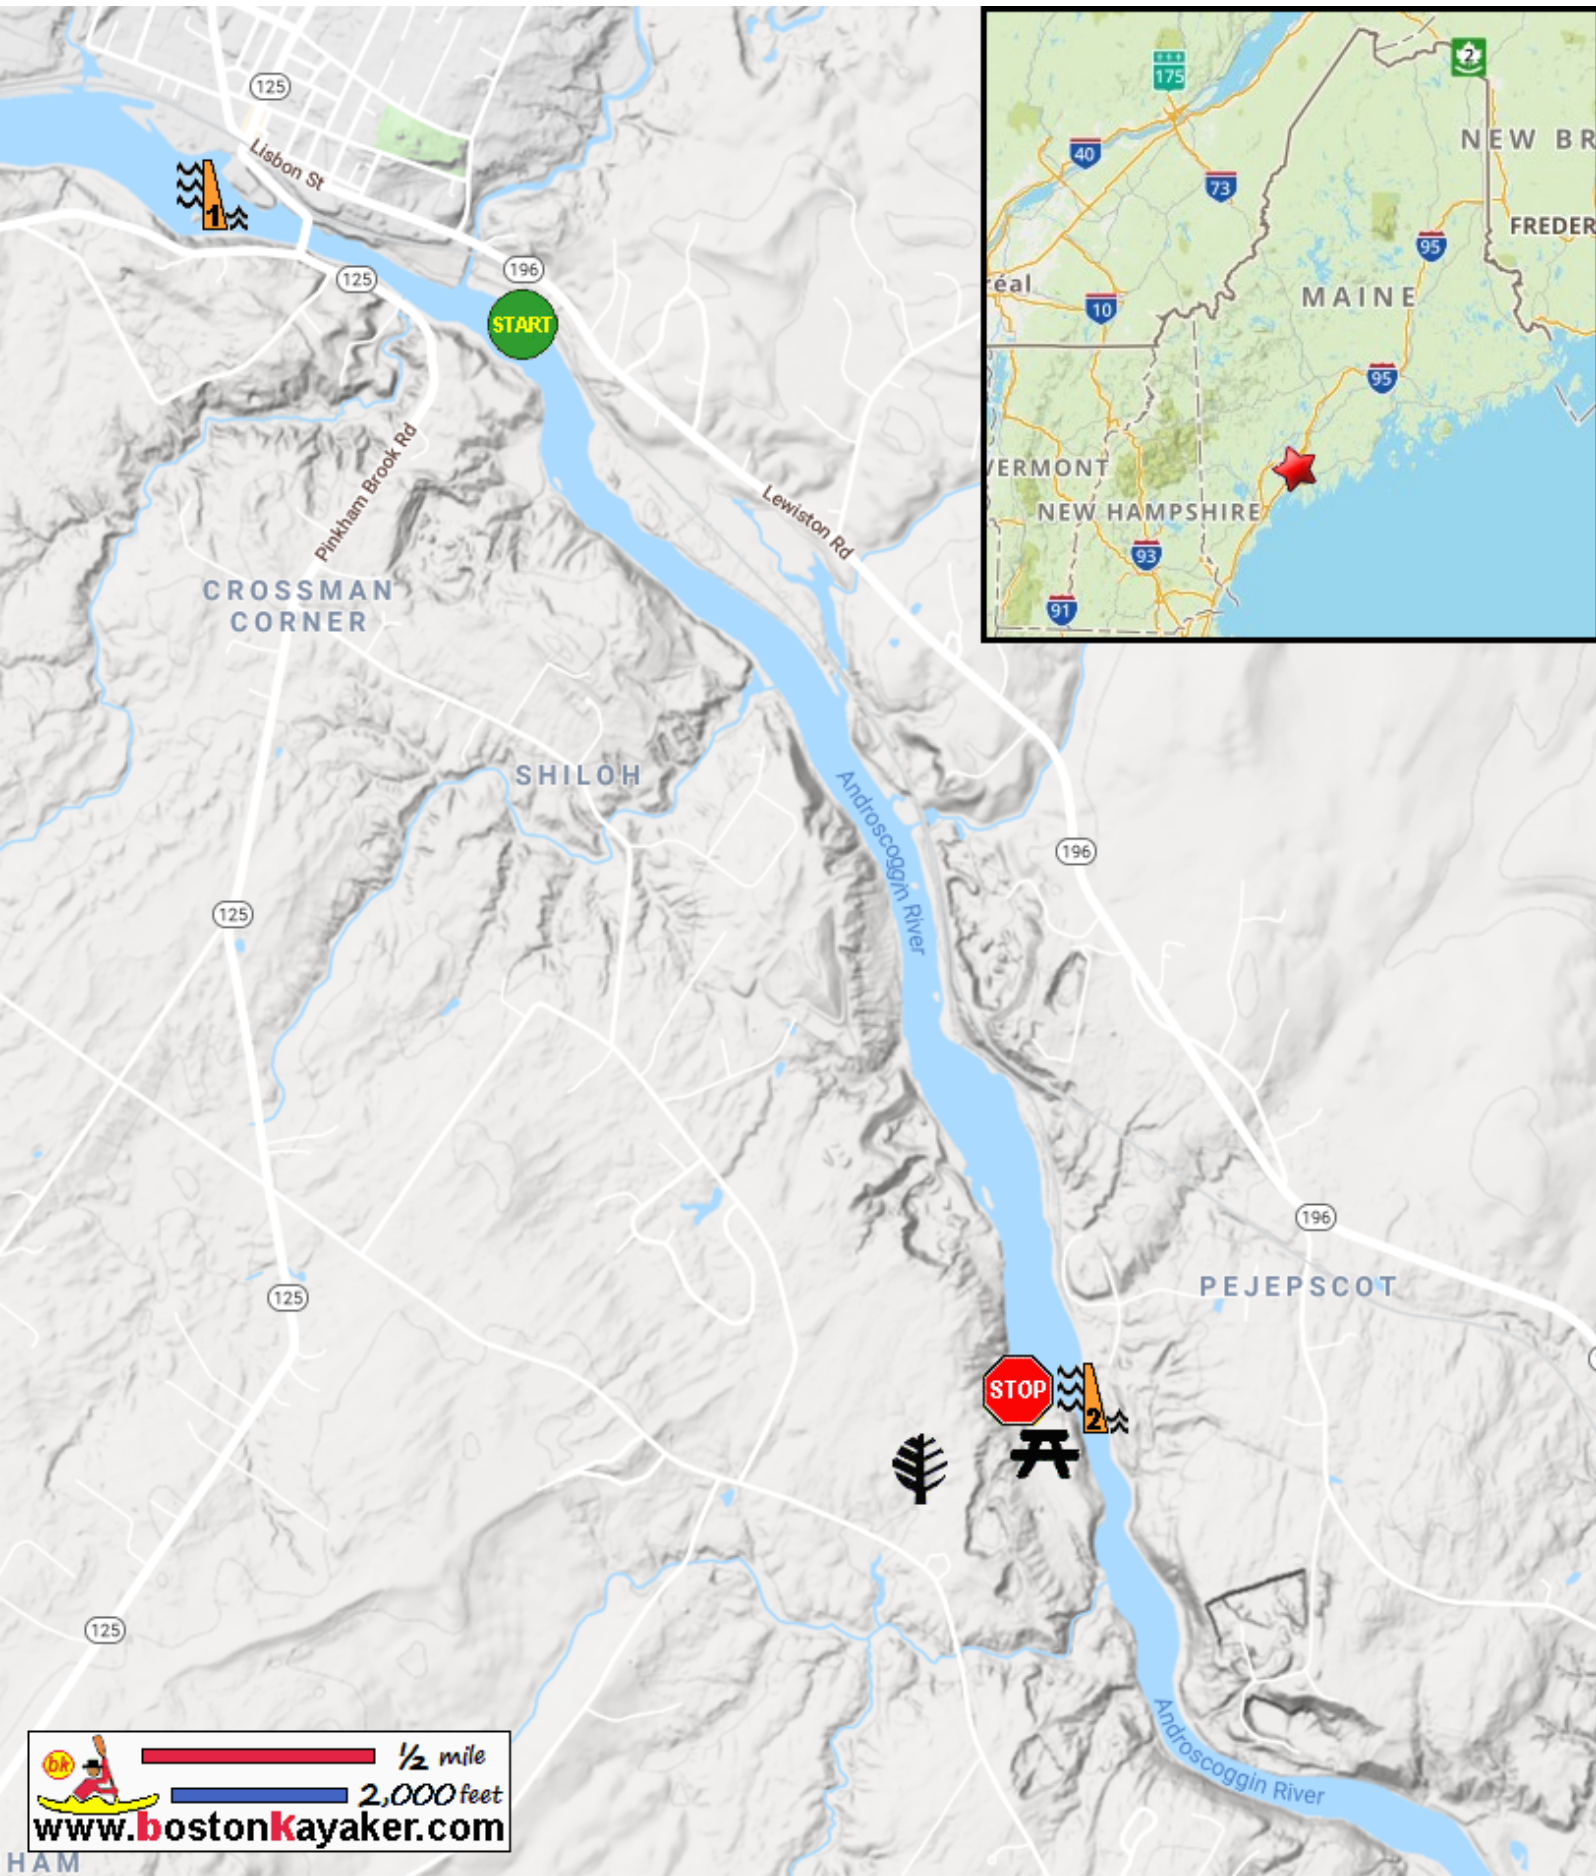 125
Lisbon St
1
125
196
START
Pinkham Brook Rd
Lewiston Rd
CROSSMAN
CORNER
SHILOH
Androscoggin River
196
125
196
PEJEPSCOT
125
STOP
2
125
Androscoggin River
HAM
2
175
NEW BR
40
73
FREDER
95
réal
MAINE
10
95
VERMONT
NEW HAMPSHIRE
93
91
bk
½ mile
2,000 feet
www.bostonKayaker.com